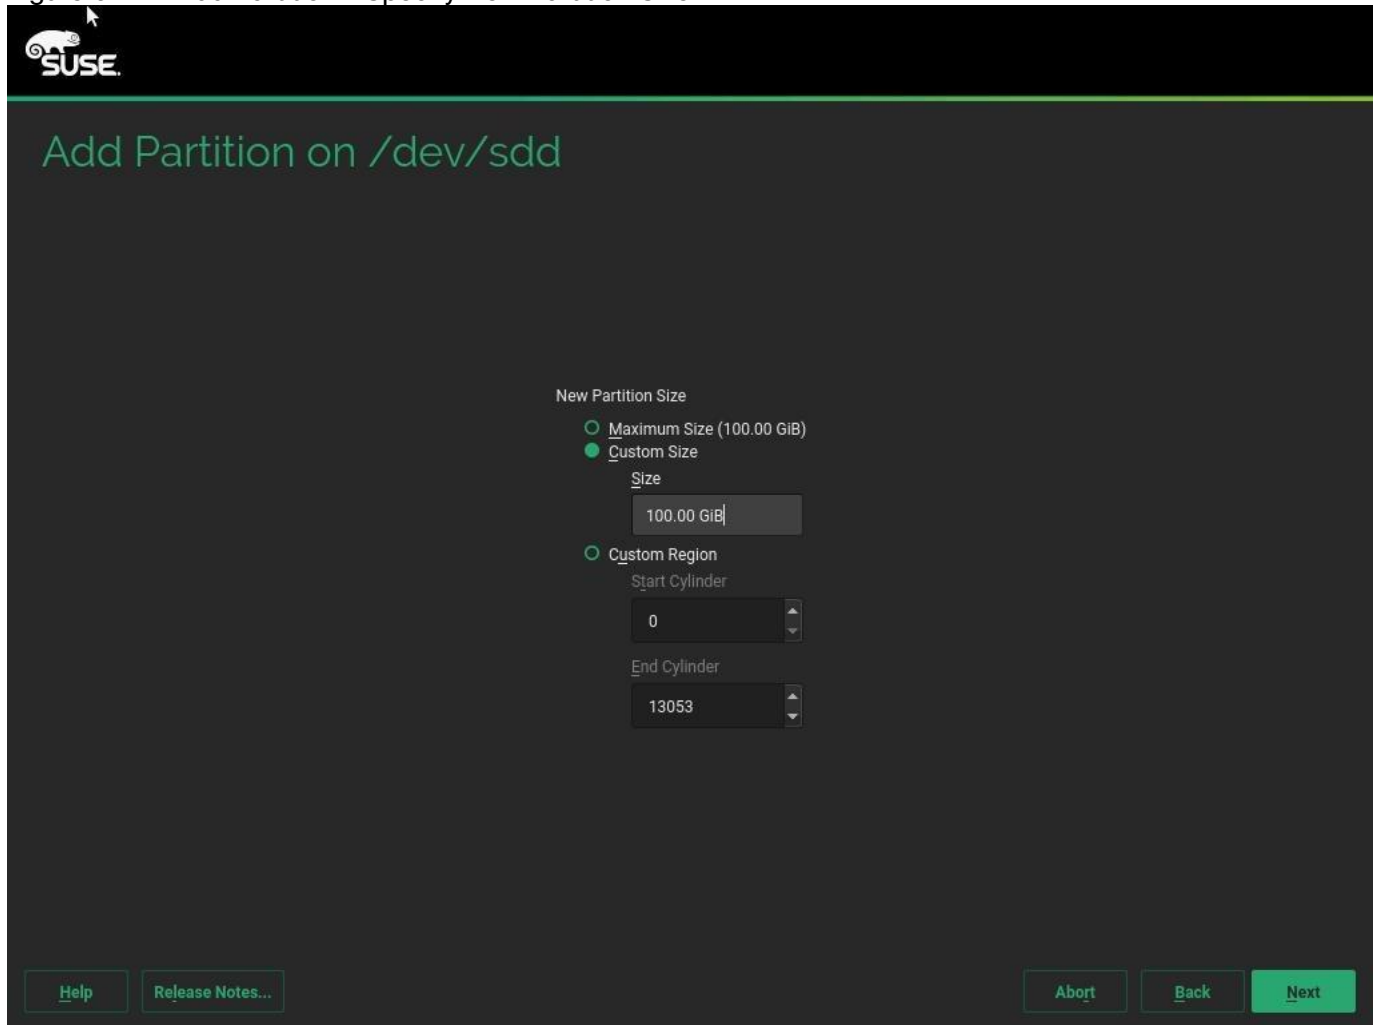 SUSE.
Add Partition on /dev/sdd
New Partition Size
Maximum Size (100.00 GiB)
Custom Size
Size
100.00 GiB
Custom Region
Start Cylinder
0
End Cylinder
13053
Help Release Notes... Abort Back Next